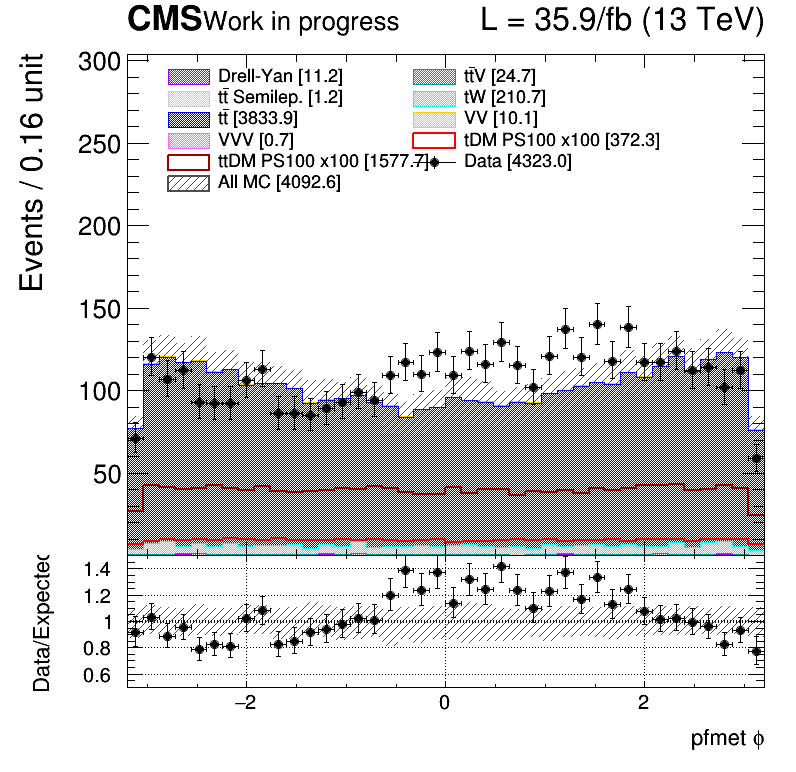 CMS Work in progress L = 35.9/fb (13 TeV)
Events / 0.16 unit
300
250
200
150
100
50
Drell-Yan [11.2] tt̄V [24.7]
tt̄ Semilep. [1.2] tW [210.7]
tt̄ [3833.9] VV [10.1]
VVV [0.7] tDM PS100 x100 [372.3]
ttDM PS100 x100 [1577.7] Data [4323.0]
All MC [4092.6]
Data/Expected
1.4
1.2
1
0.8
0.6
−2 0 2
pfmet ϕ